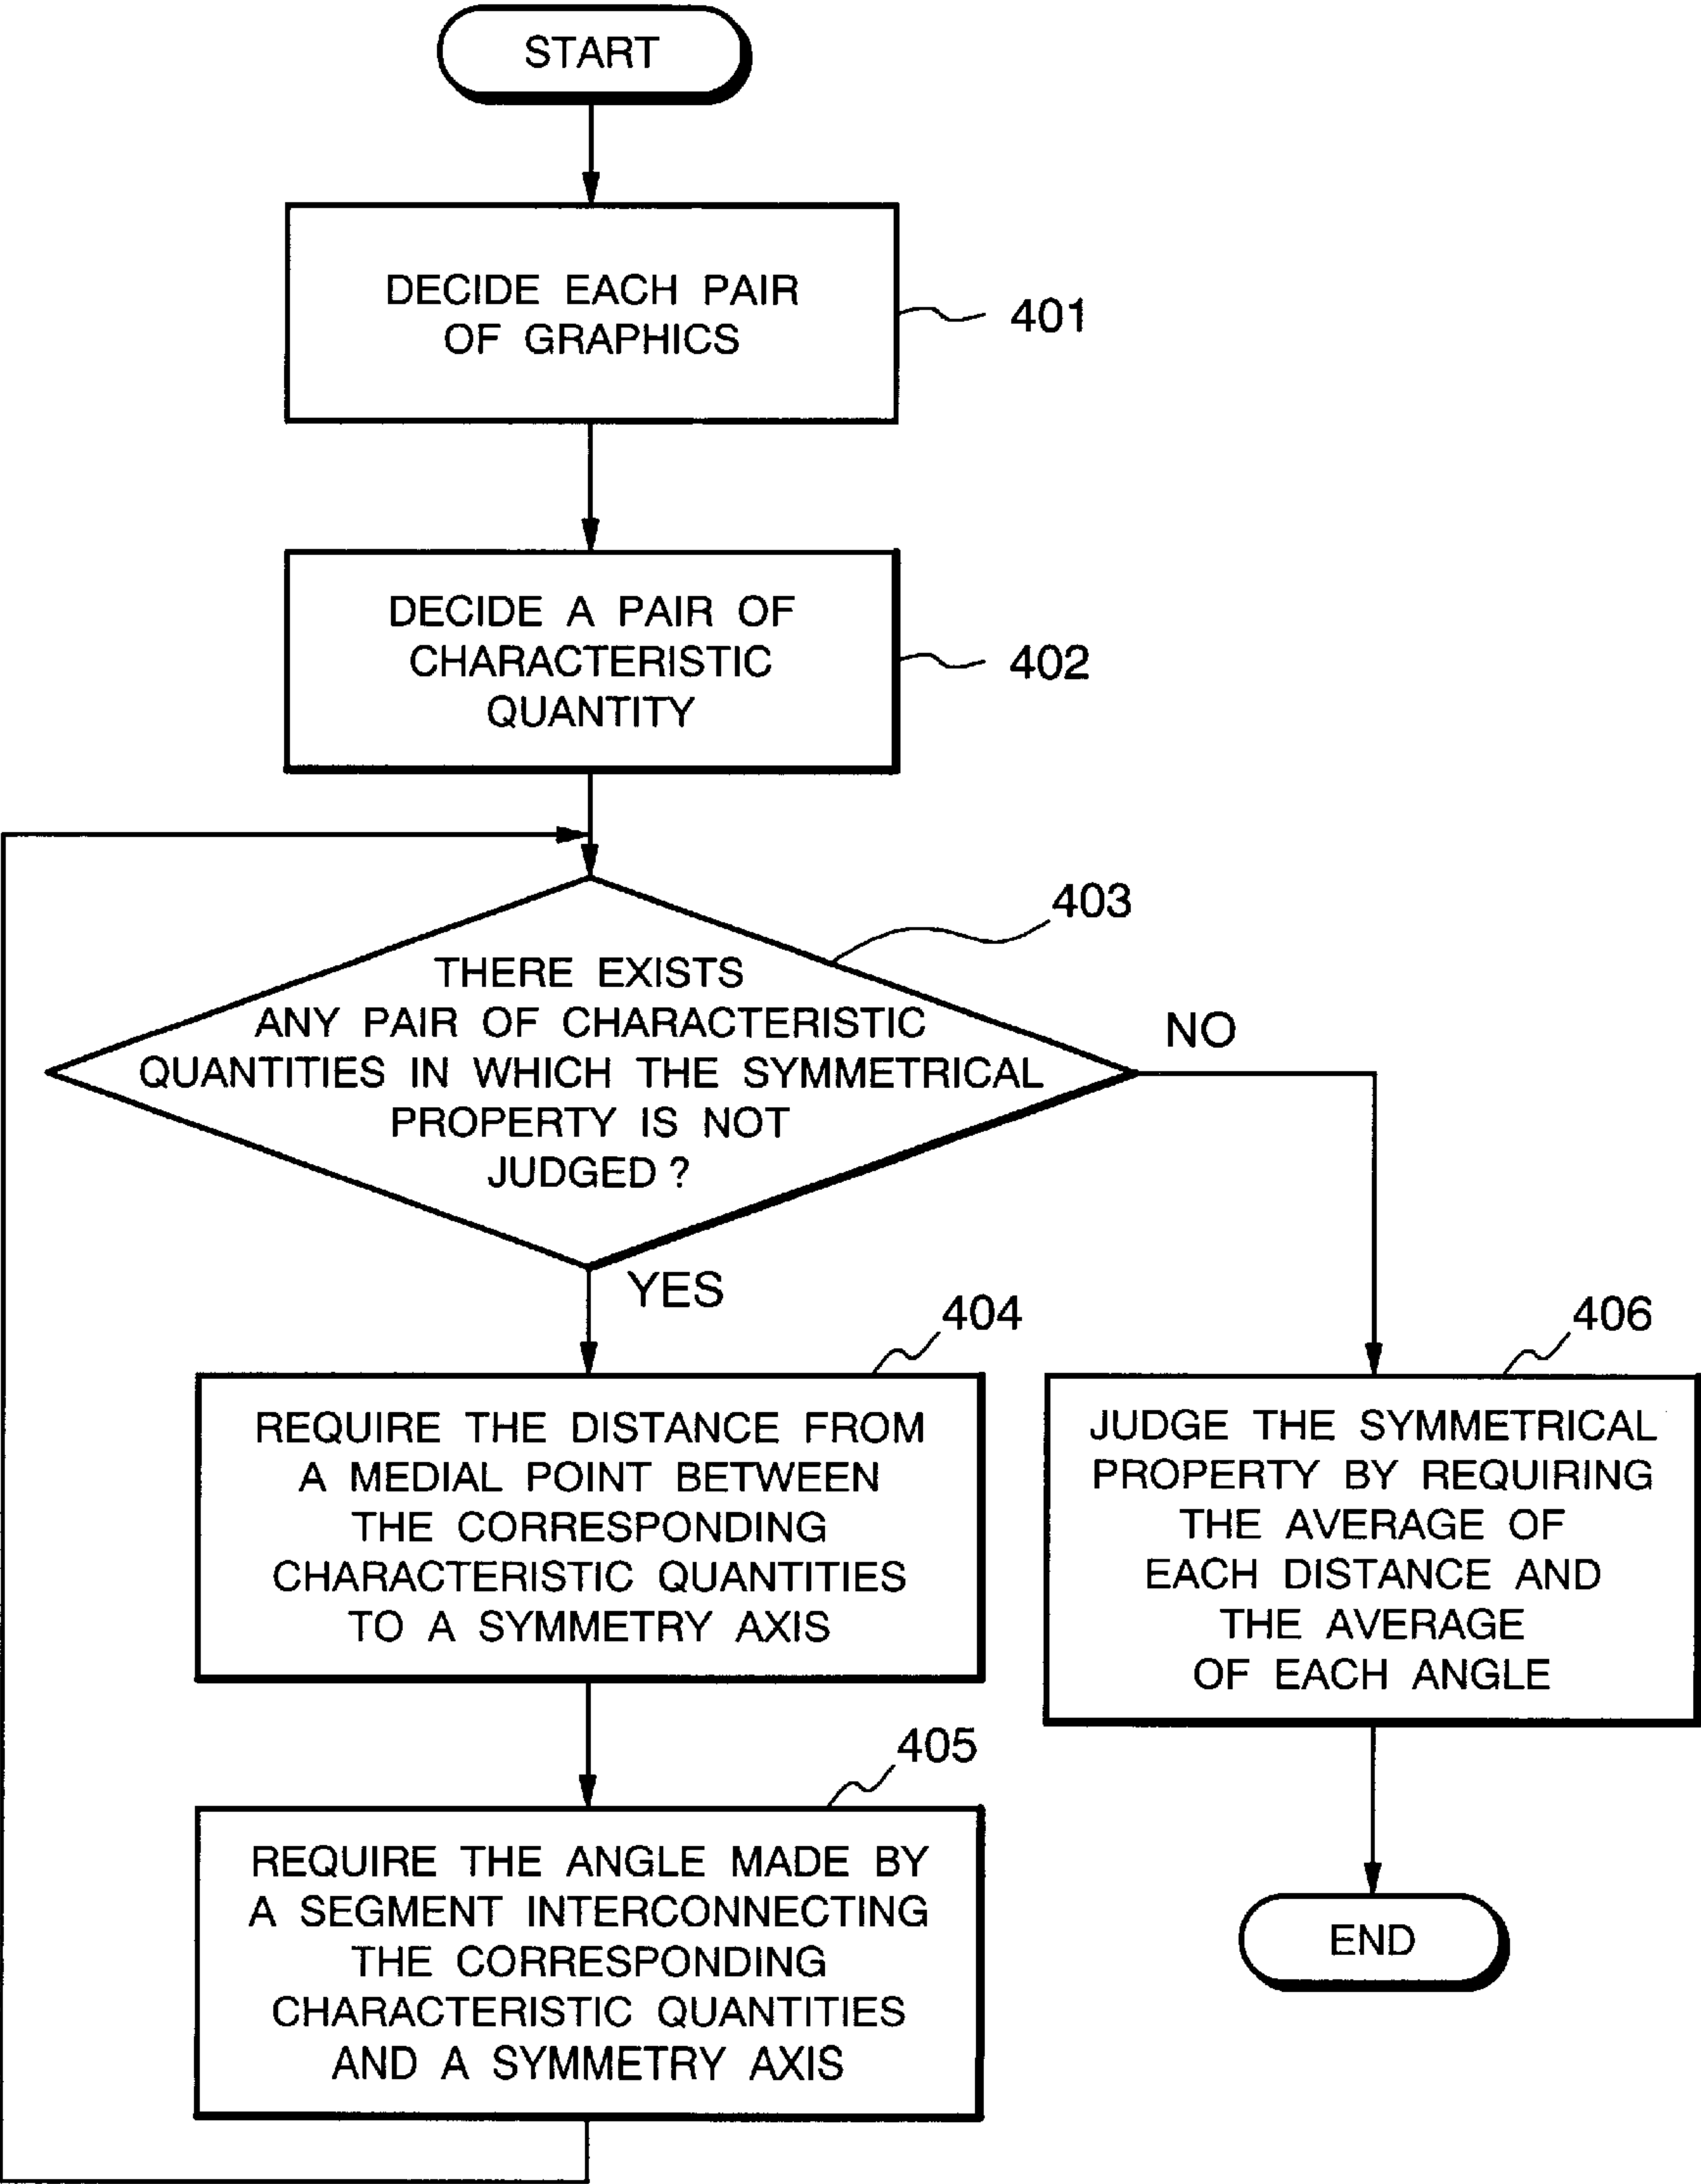 START
DECIDE EACH PAIR
OF GRAPHICS
401
DECIDE A PAIR OF
CHARACTERISTIC
QUANTITY
402
403
THERE EXISTS
ANY PAIR OF CHARACTERISTIC
QUANTITIES IN WHICH THE SYMMETRICAL
PROPERTY IS NOT
JUDGED ?
NO
YES
404
REQUIRE THE DISTANCE FROM
A MEDIAL POINT BETWEEN
THE CORRESPONDING
CHARACTERISTIC QUANTITIES
TO A SYMMETRY AXIS
406
JUDGE THE SYMMETRICAL
PROPERTY BY REQUIRING
THE AVERAGE OF
EACH DISTANCE AND
THE AVERAGE
OF EACH ANGLE
405
REQUIRE THE ANGLE MADE BY
A SEGMENT INTERCONNECTING
THE CORRESPONDING
CHARACTERISTIC QUANTITIES
AND A SYMMETRY AXIS
END